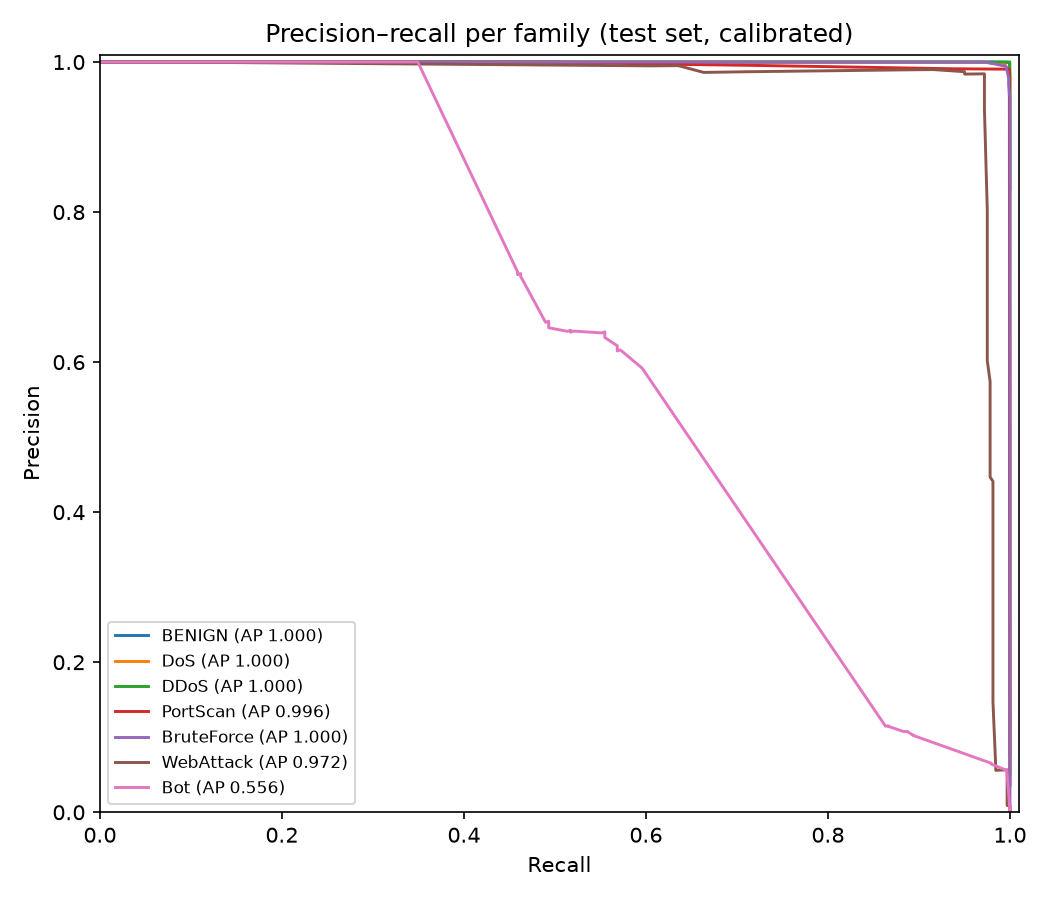 Precision–recall per family (test set, calibrated)
1.0
0.8
0.6
0.4
0.2
0.0
Precision
BENIGN (AP 1.000)
DoS (AP 1.000)
DDoS (AP 1.000)
PortScan (AP 0.996)
BruteForce (AP 1.000)
WebAttack (AP 0.972)
Bot (AP 0.556)
0.0 0.2 0.4 0.6 0.8 1.0
Recall